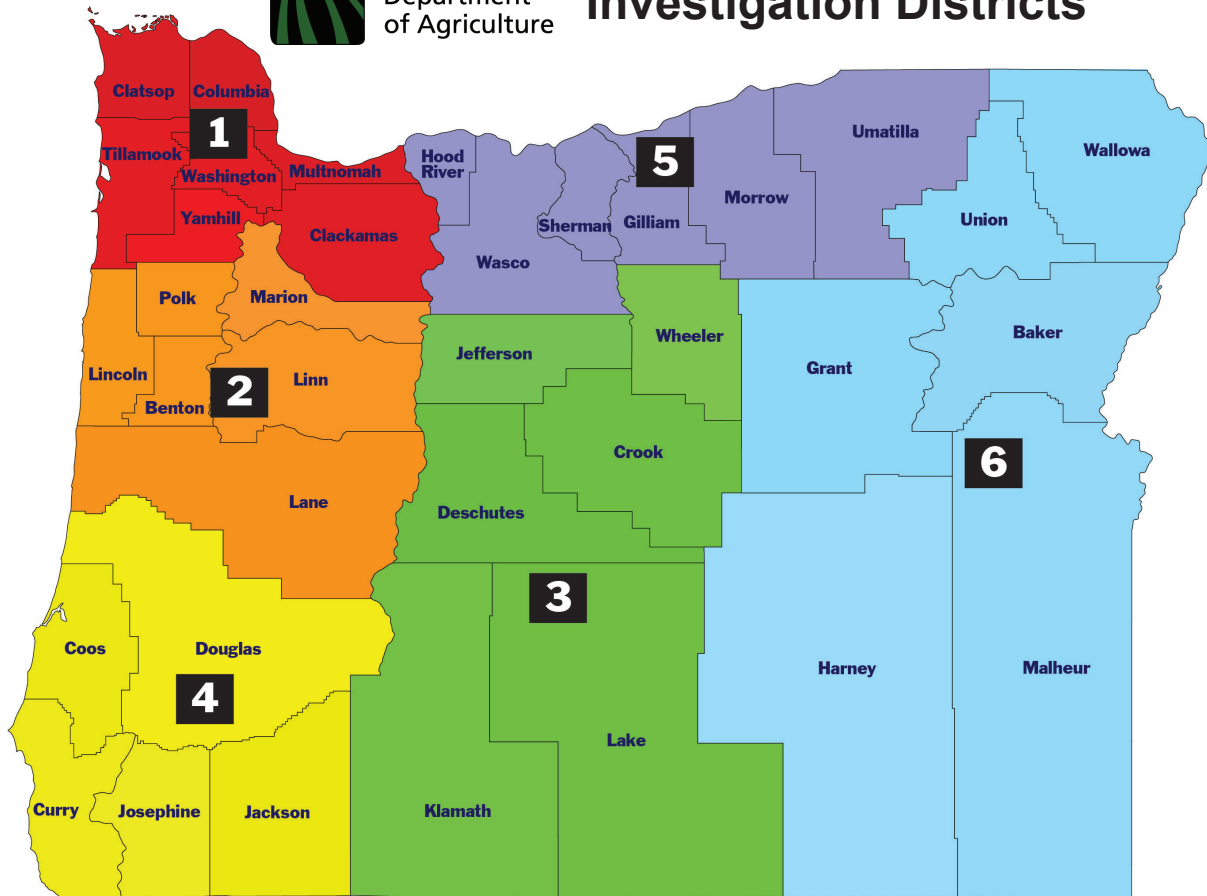 Department
of Agriculture
Investigation Districts
Clatsop
Columbia
1
Tillamook
Washington
Multnomah
Yamhill
Clackamas
Hood
River
5
Umatilla
Wallowa
Morrow
Sherman
Gilliam
Union
Wasco
Polk
Marion
Wheeler
Baker
Jefferson
Grant
Lincoln
2
Linn
Benton
Crook
6
Lane
Deschutes
3
Coos
Douglas
4
Harney
Malheur
Lake
Curry
Josephine
Jackson
Klamath